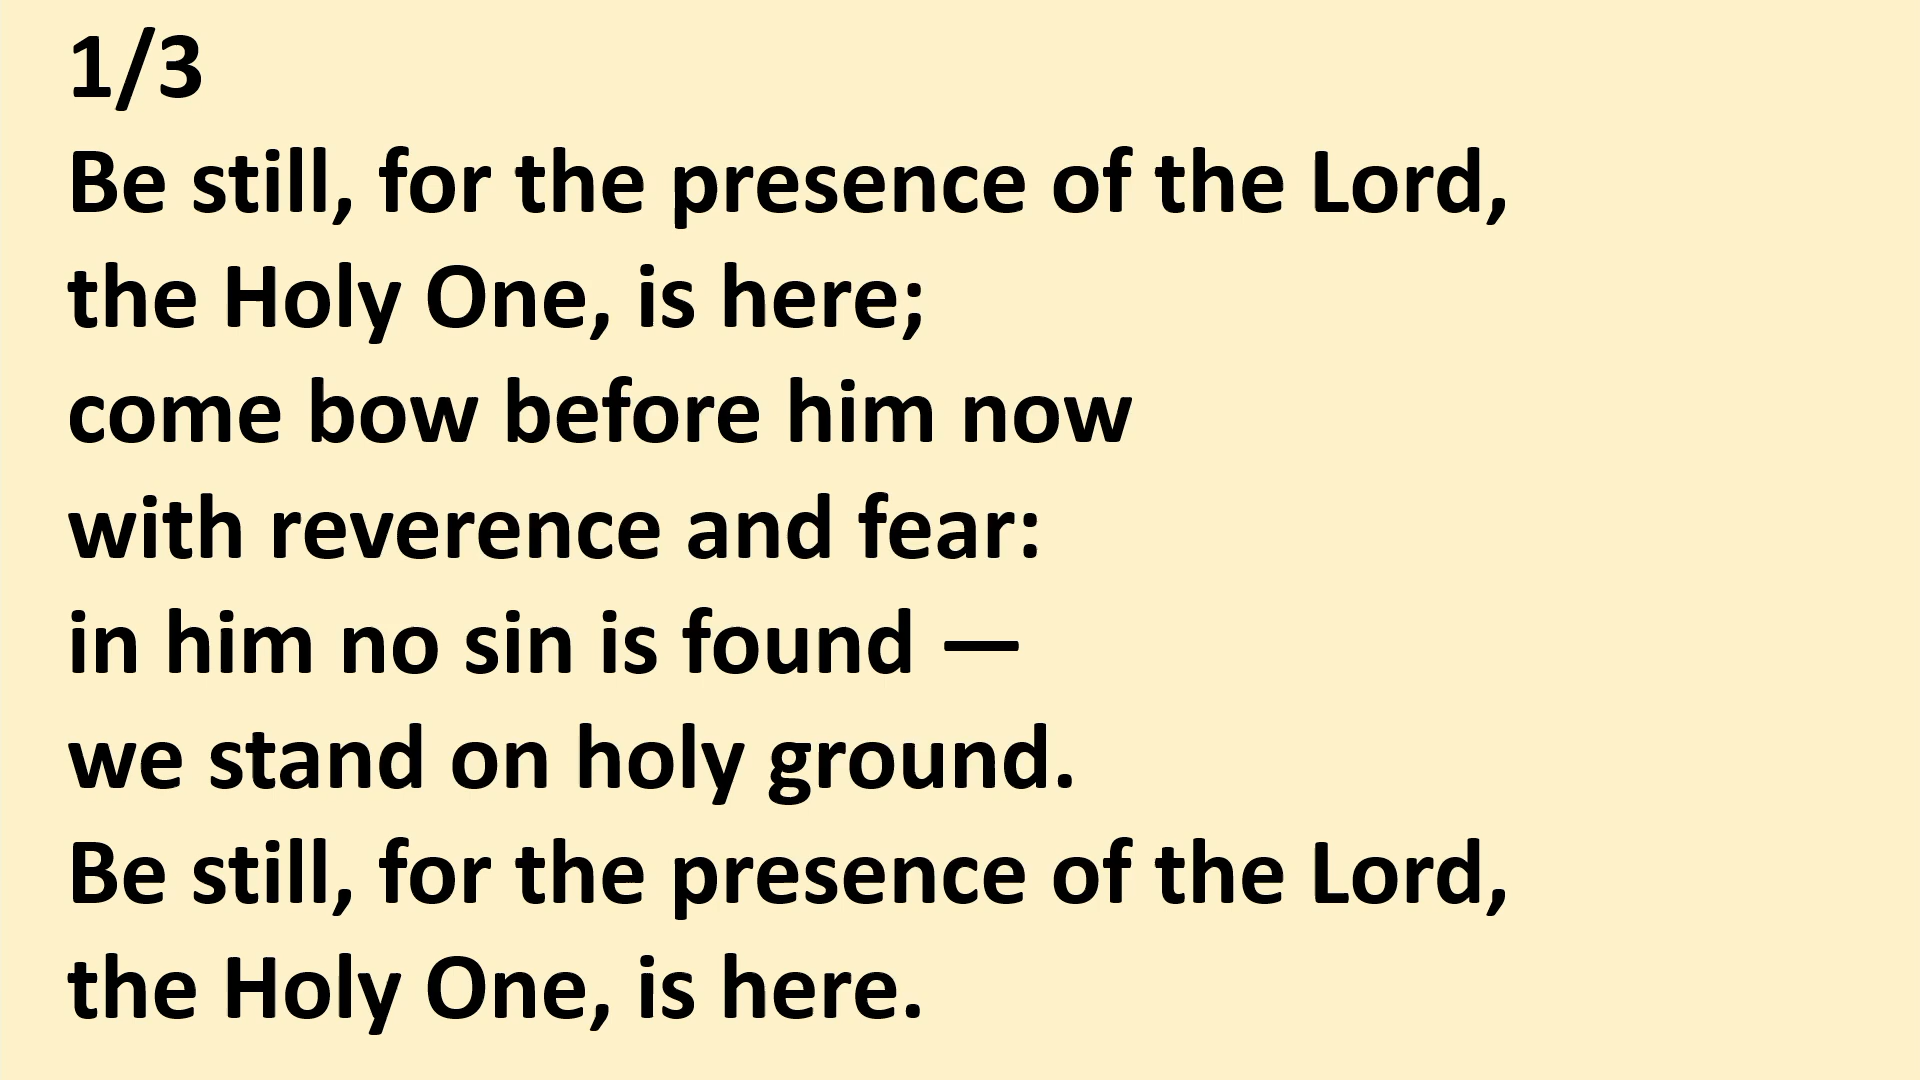 1/3
Be still, for the presence of the Lord,
the Holy One, is here;
come bow before him now
with reverence and fear:
in him no sin is found —
we stand on holy ground.
Be still, for the presence of the Lord,
the Holy One, is here.